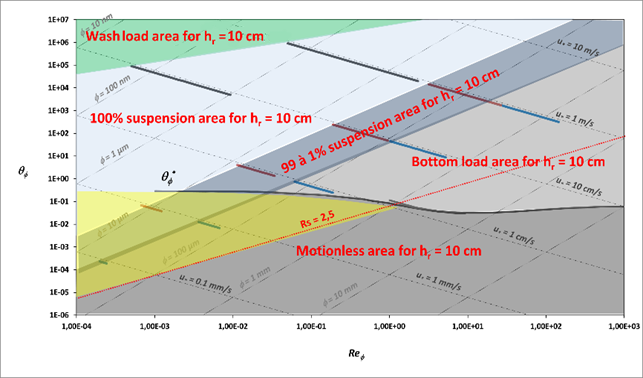 1E+07
1E+06
1E+05
1E+04
1E+03
1E+02
1E+01
1E+00
1E-01
1E-02
1E-03
1E-04
1E-05
1E-06
θϕ
ϕ = 10 nm
Wash load area for hr = 10 cm
u* = 10 m/s
ϕ = 100 nm
100% suspension area for hr = 10 cm
99 à 1% suspension area for hr = 10 cm
u* = 1 m/s
ϕ = 1 µm
Bottom load area for hr = 10 cm
θϕ*
u* = 10 cm/s
ϕ = 10 µm
Rs = 2,5
u* = 1 cm/s
ϕ = 100 µm
Motionless area for hr = 10 cm
u* = 0.1 mm/s
ϕ = 1 mm
ϕ = 10 mm
u* = 1 mm/s
1,00E-04
1,00E-03
1,00E-02
1,00E-01
1,00E+00
1,00E+01
1,00E+02
1,00E+03
Reϕ